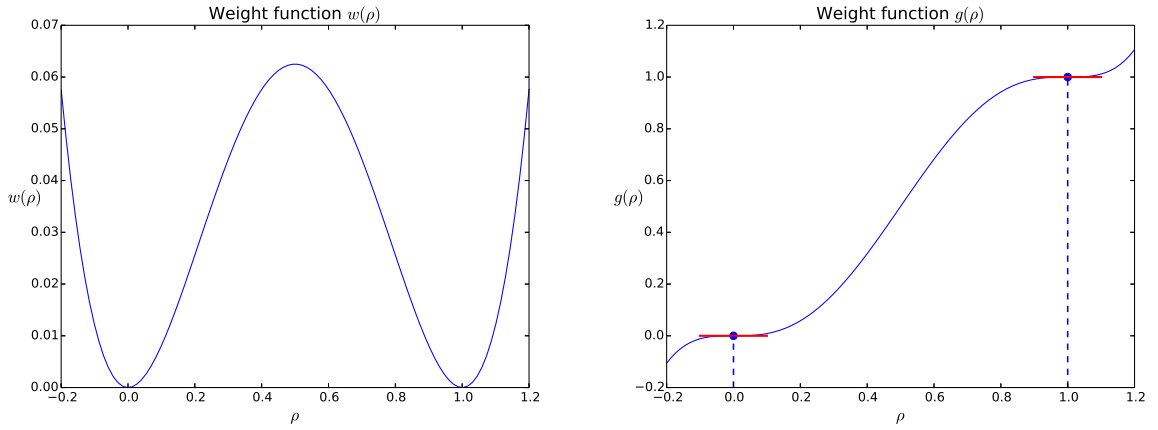 Weight function w(ρ)
0.07
0.06
0.05
0.04
w(ρ)
0.03
0.02
0.01
0.00
−0.2 0.0 0.2 0.4 0.6 0.8 1.0 1.2
ρ
Weight function g(ρ)
1.2
1.0
0.8
0.6
g(ρ)
0.4
0.2
0.0
−0.2
−0.2 0.0 0.2 0.4 0.6 0.8 1.0 1.2
ρ